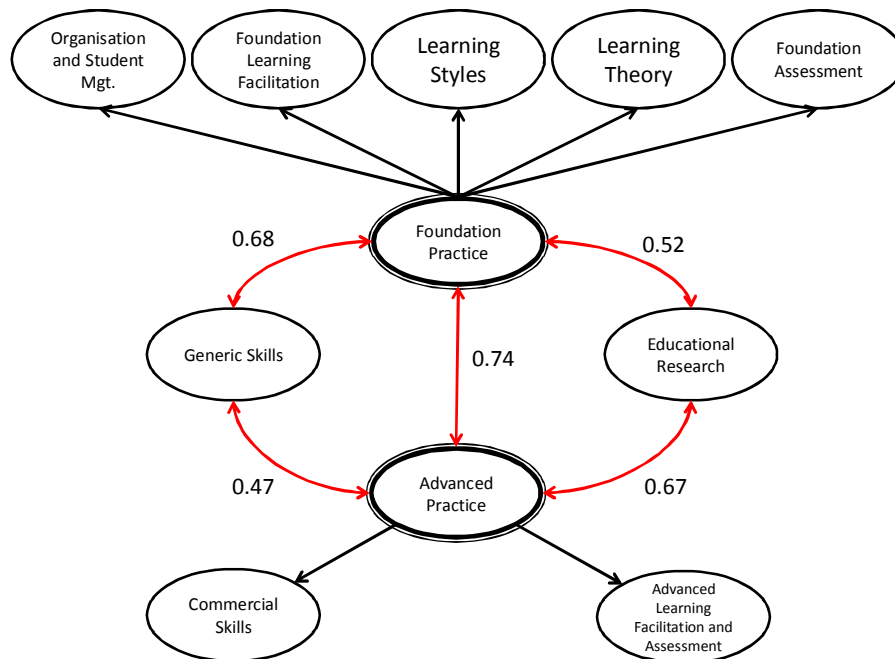 Organisation
and Student
Mgt.
Foundation
Learning
Facilitation
Learning
Styles
Learning
Theory
Foundation
Assessment
Foundation
Practice
0.68
0.52
Generic Skills
0.74
Educational
Research
0.47
Advanced
Practice
0.67
Commercial
Skills
Advanced
Learning
Facilitation and
Assessment